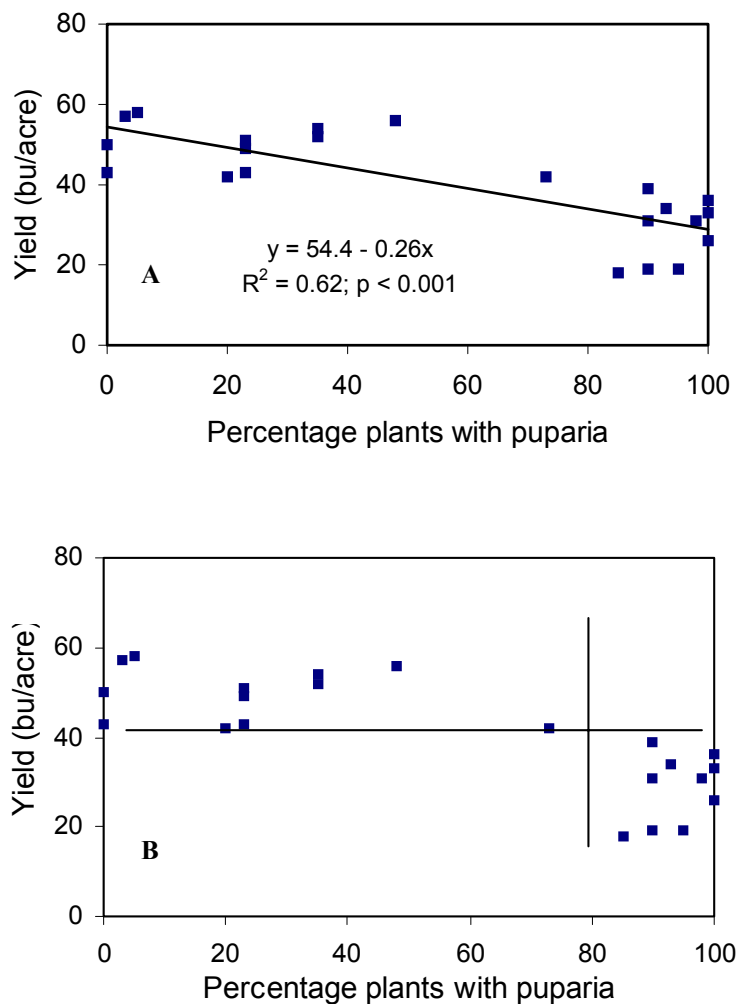 80
60
40
20
0
Yield (bu/acre)
A
y = 54.4 - 0.26x
R² = 0.62; p < 0.001
0 20 40 60 80 100
Percentage plants with puparia
80
60
40
20
0
Yield (bu/acre)
B
0 20 40 60 80 100
Percentage plants with puparia